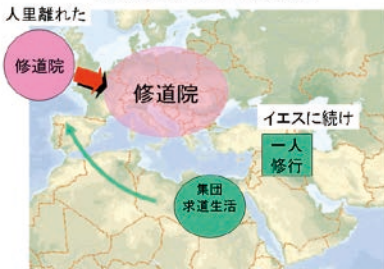 人里離れた
修道院
修道院
イエスに続け
一人
修行
集団
求道生活